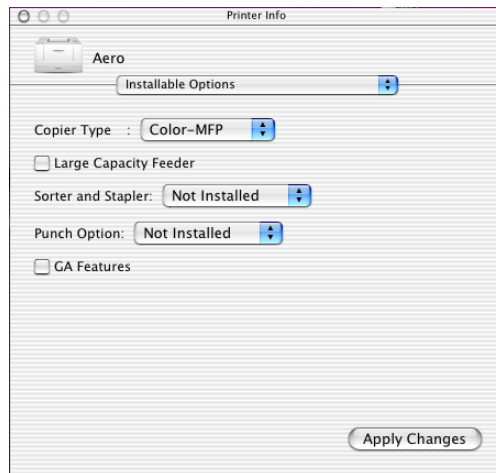 Printer Info
Aero
Installable Options
Copier Type : Color-MFP
Large Capacity Feeder
Sorter and Stapler: Not Installed
Punch Option: Not Installed
GA Features
Apply Changes